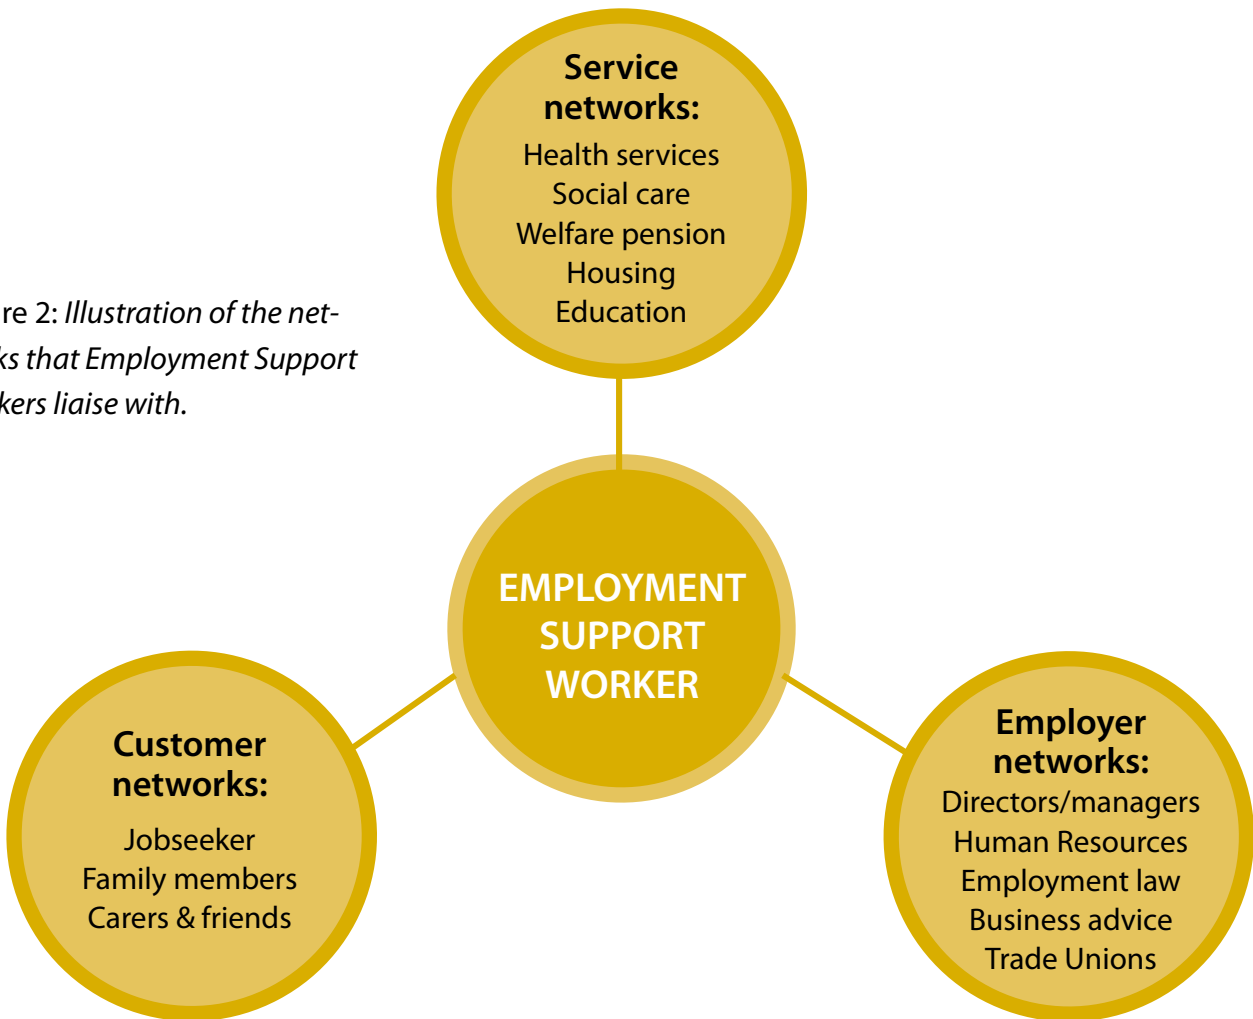 Service
networks:
Health services
Social care
Welfare pension
Housing
Education
re 2: Illustration of the net-
ks that Employment Support
kers liaise with.
EMPLOYMENT
SUPPORT
WORKER
Customer
networks:
Jobseeker
Family members
Carers & friends
Employer
networks:
Directors/managers
Human Resources
Employment law
Business advice
Trade Unions